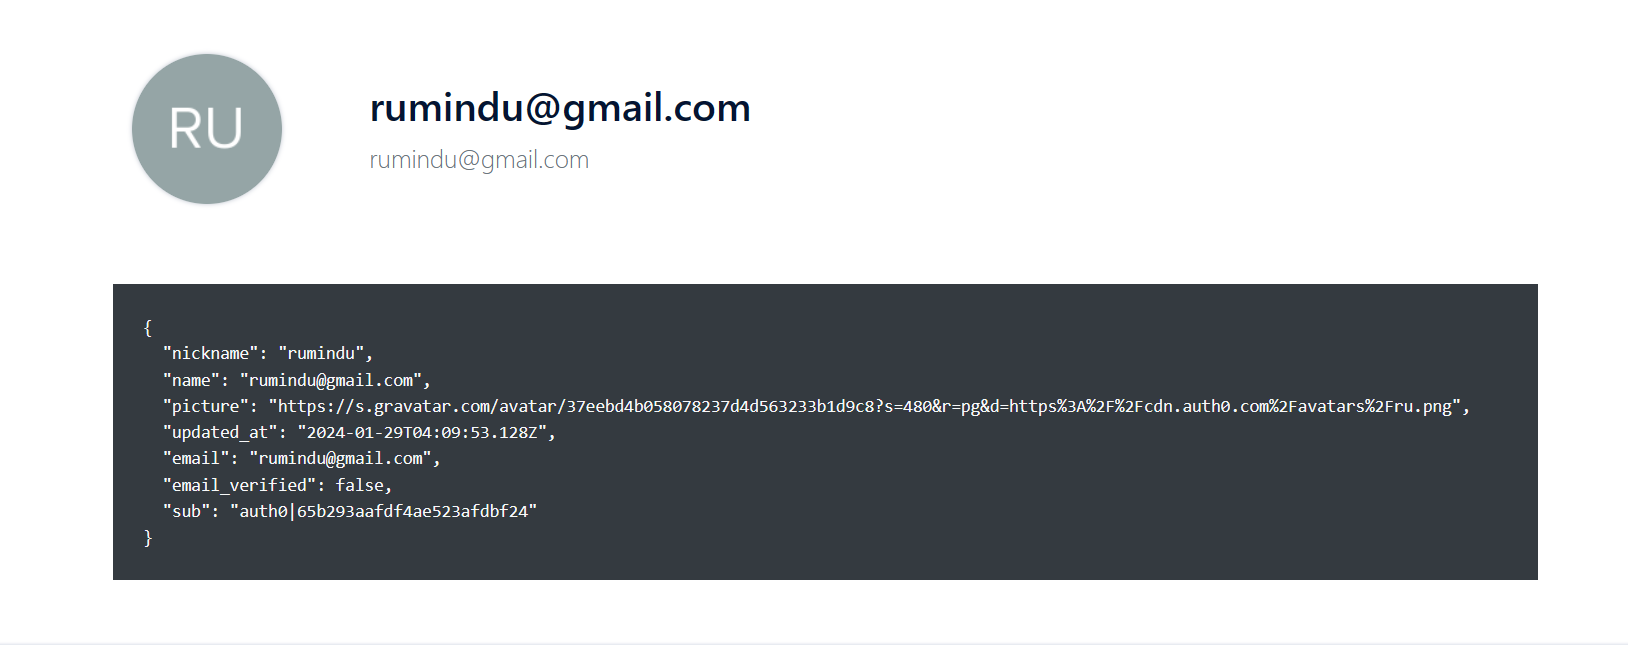 RU
rumindu@gmail.com
rumindu@gmail.com
{
  "nickname": "rumindu",
  "name": "rumindu@gmail.com",
  "picture": "https://s.gravatar.com/avatar/37eebd4b058078237d4d563233b1d9c8?s=480&r=pg&d=https%3A%2F%2Fcdn.auth0.com%2Favatars%2Fru.png",
  "updated_at": "2024-01-29T04:09:53.128Z",
  "email": "rumindu@gmail.com",
  "email_verified": false,
  "sub": "auth0|65b293aafdf4ae523afdbf24"
}